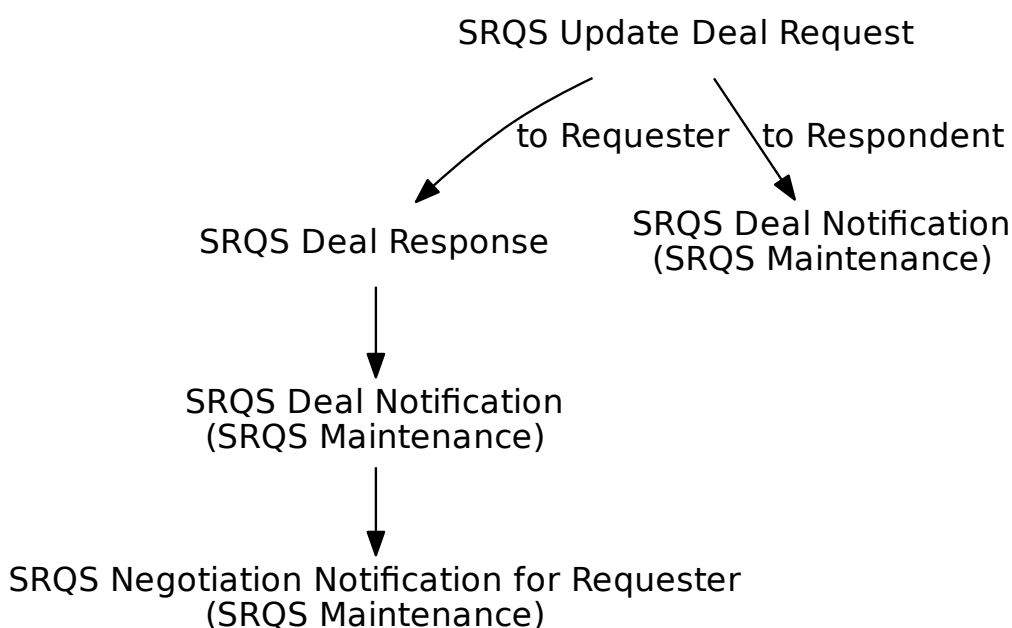 SRQS Update Deal Request
to Requester
to Respondent
SRQS Deal Response
SRQS Deal Notification
(SRQS Maintenance)
SRQS Deal Notification
(SRQS Maintenance)
SRQS Negotiation Notification for Requester
(SRQS Maintenance)